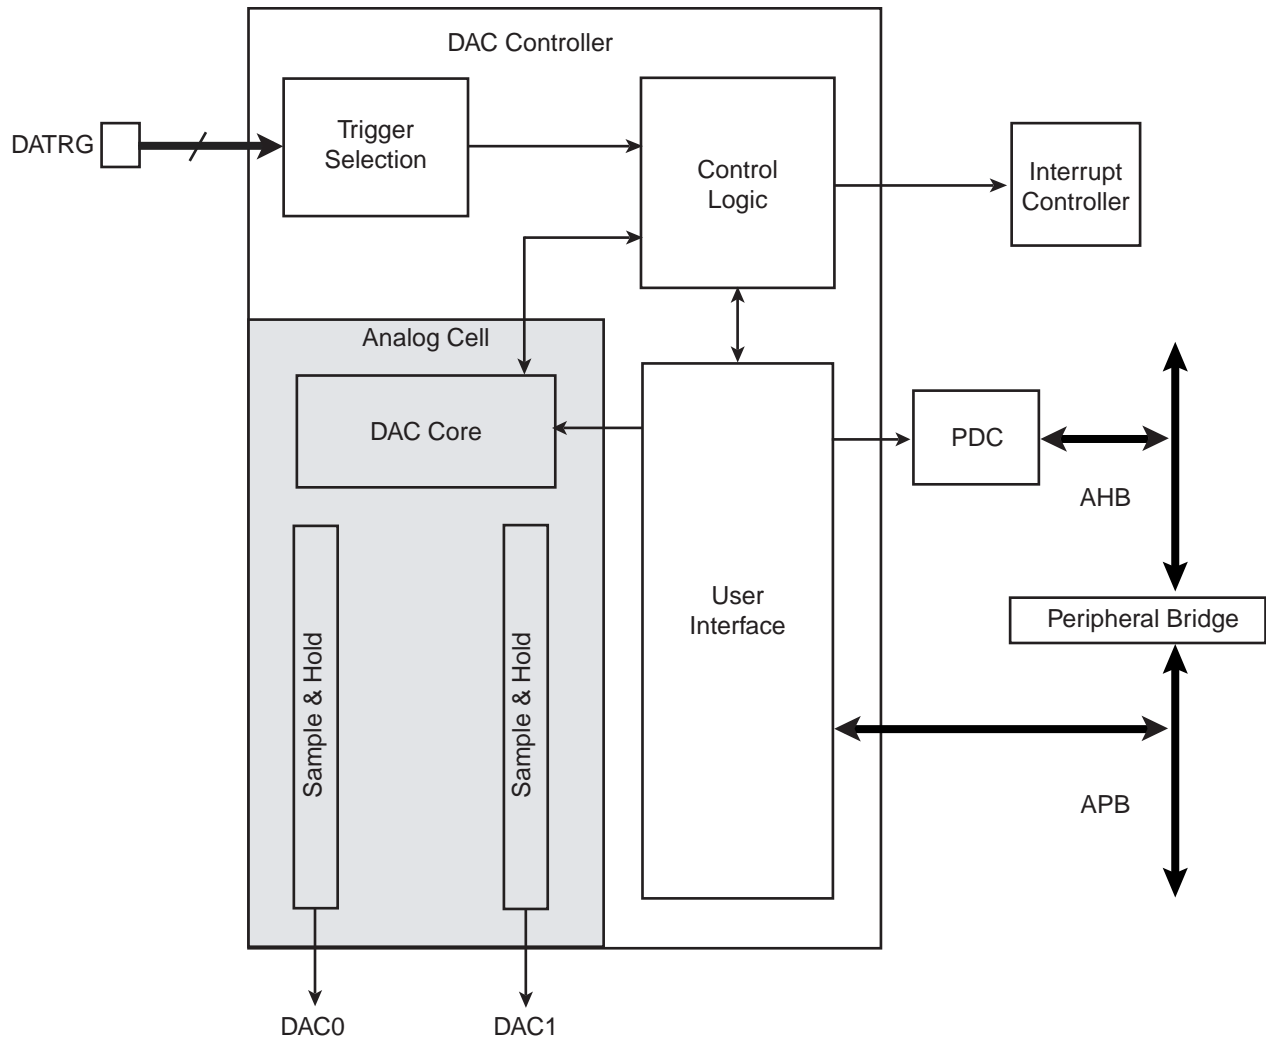 DAC Controller
DATRG
Trigger
Selection
Control
Logic
Interrupt
Controller
Analog Cell
DAC Core
PDC
AHB
User
Interface
Peripheral Bridge
Sample & Hold
Sample & Hold
APB
DAC0
DAC1